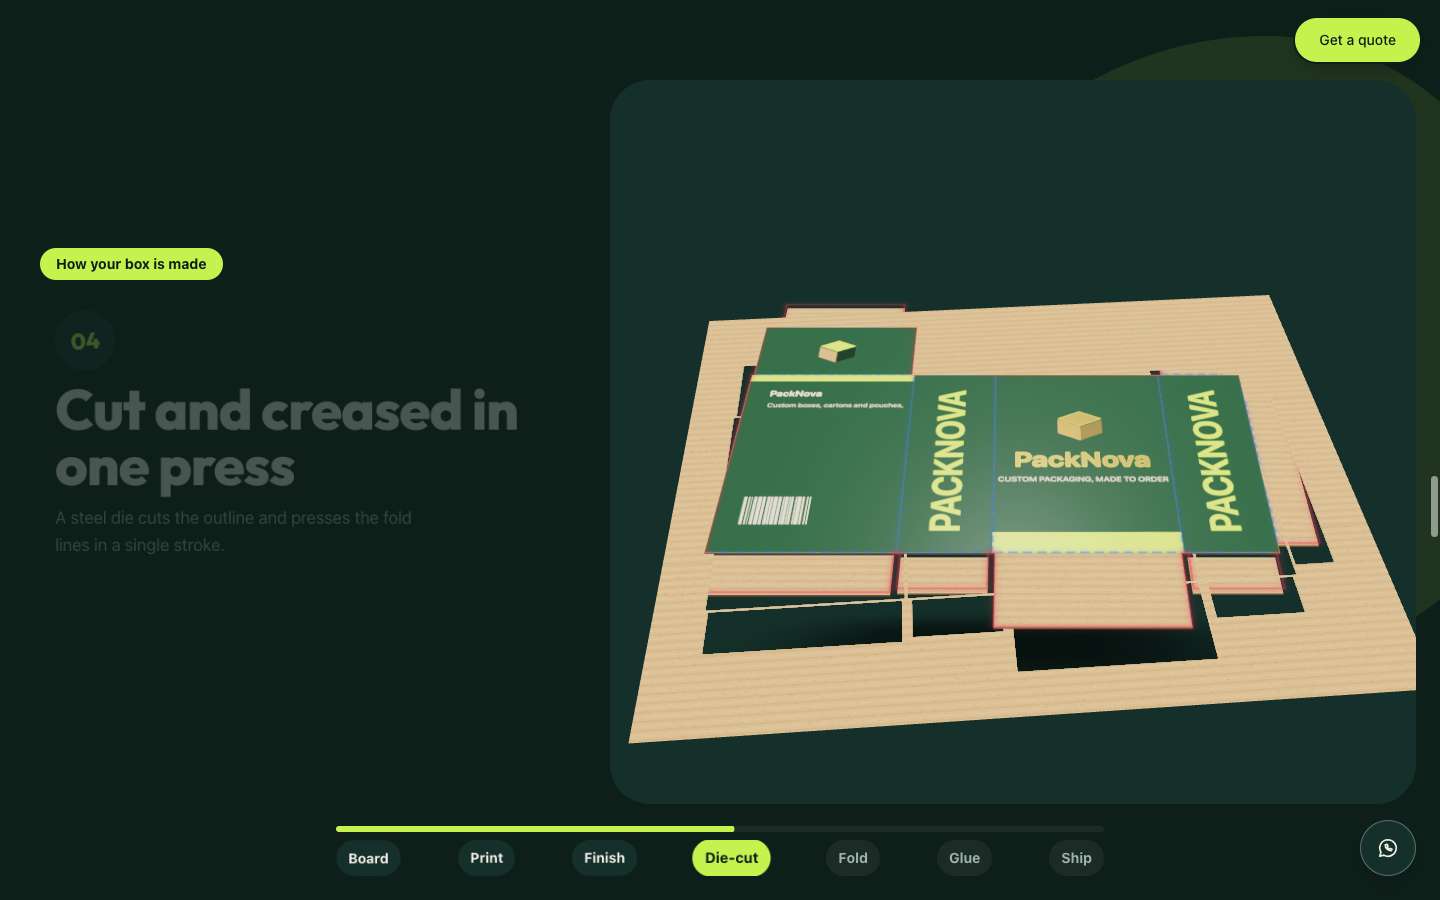 Get a quote
How your box is made
04
Cut and creased in
one press
A steel die cuts the outline and presses the fold
lines in a single stroke.
PackNova
Custom boxes, cartons and pouches,
PACKNOVA
PackNova
CUSTOM PACKAGING, MADE TO ORDER
PACKNOVA
Board
Print
Finish
Die-cut
Fold
Glue
Ship